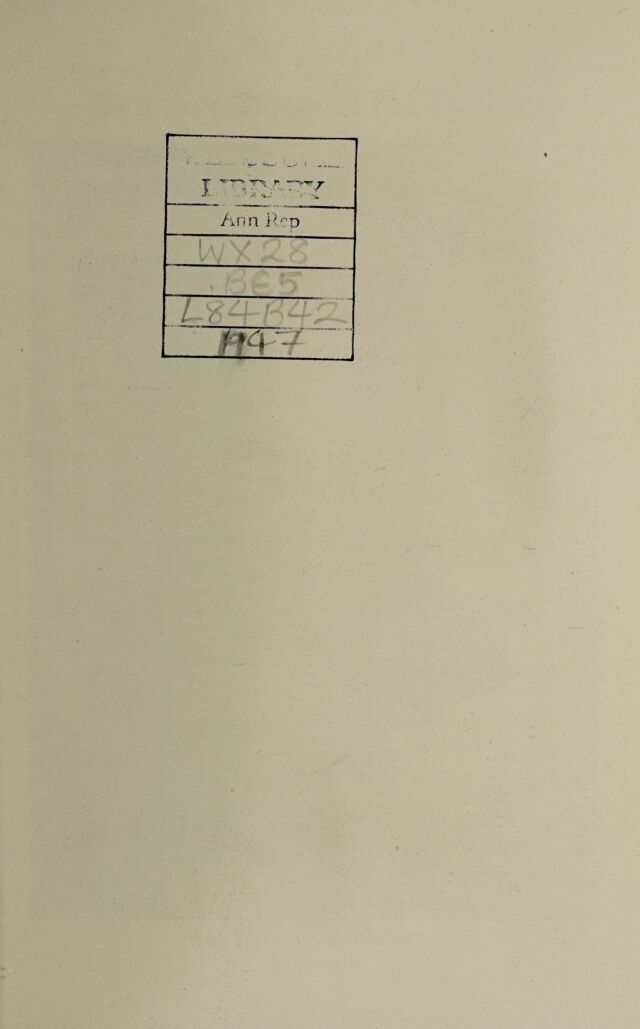 LIBRARY
Ann Rep
WX28
.BE5
L84B42
1947